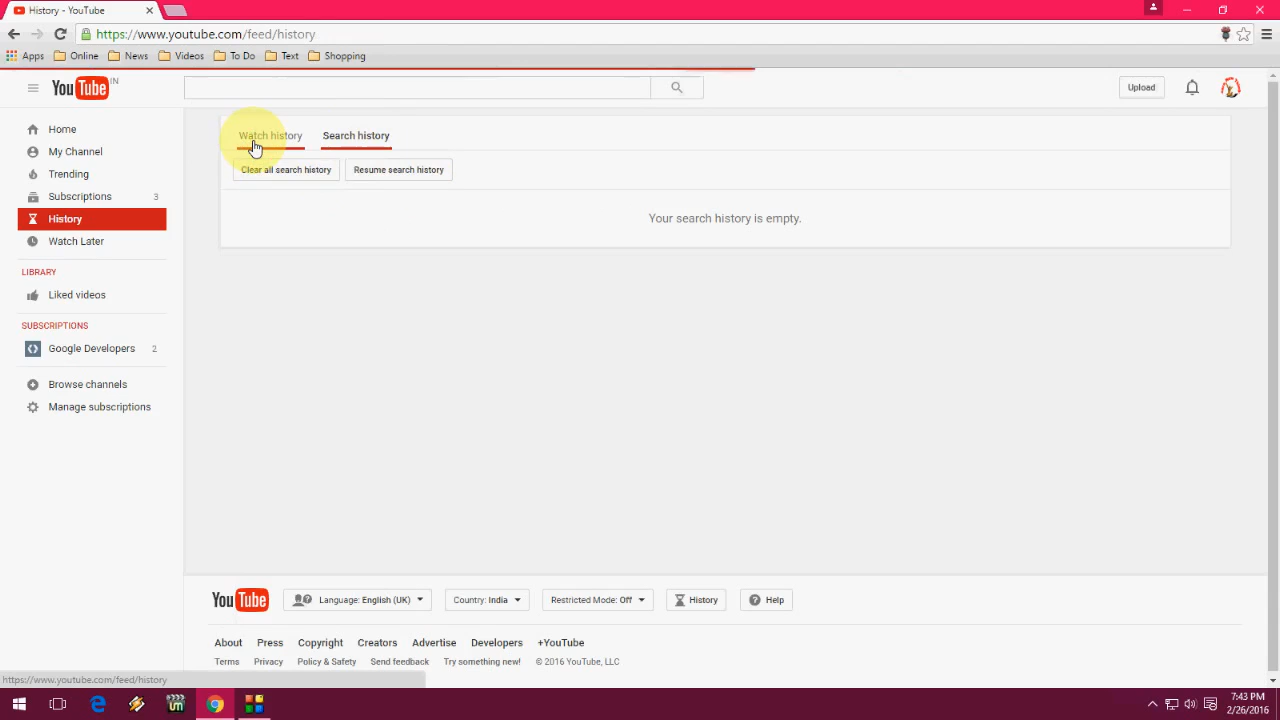 History - YouTube
https://www.youtube.com/feed/history
Apps Online News Videos To Do Text Shopping
YouTube IN
Upload
Home
My Channel
Trending
Subscriptions 3
History
Watch Later
LIBRARY
Liked videos
SUBSCRIPTIONS
Google Developers 2
Browse channels
Manage subscriptions
Watch history Search history
Clear all search history Resume search history
Your search history is empty.
YouTube Language: English (UK) Country: India Restricted Mode: Off History Help
About Press Copyright Creators Advertise Developers +YouTube
Terms Privacy Policy & Safety Send feedback Try something new! © 2016 YouTube, LLC
https://www.youtube.com/feed/history
7:43 PM
2/26/2016